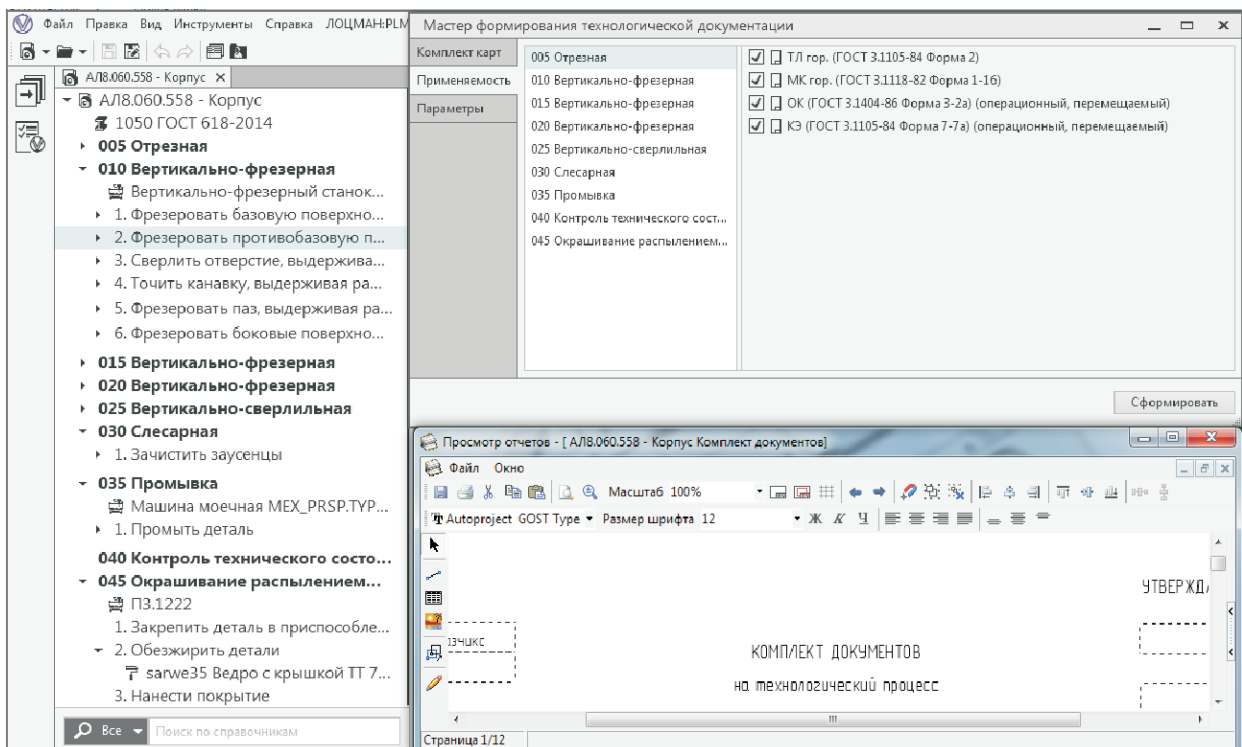 Файл Правка Вид Инструменты Справка ЛОЦМАН:PLM
АЛ8.060.558 - Корпус
АЛ8.060.558 - Корпус
1050 ГОСТ 618-2014
005 Отрезная
010 Вертикально-фрезерная
Вертикально-фрезерный станок...
1. Фрезеровать базовую поверхно...
2. Фрезеровать противобазовую п...
3. Сверлить отверстие, выдержива...
4. Точить канавку, выдерживая ра...
5. Фрезеровать паз, выдерживая ра...
6. Фрезеровать боковые поверхно...
015 Вертикально-фрезерная
020 Вертикально-фрезерная
025 Вертикально-сверлильная
030 Слесарная
1. Зачистить заусенцы
035 Промывка
Машина моечная MEX_PRSP.TYP...
1. Промыть деталь
040 Контроль технического состо...
045 Окрашивание распылением...
ПЗ.1222
1. Закрепить деталь в приспособле...
2. Обезжирить детали
sarwe35 Ведро с крышкой ТТ 7...
3. Нанести покрытие
Все
Поиск по справочникам
Мастер формирования технологической документации
Комплект карт
Применяемость
Параметры
005 Отрезная
010 Вертикально-фрезерная
015 Вертикально-фрезерная
020 Вертикально-фрезерная
025 Вертикально-сверлильная
030 Слесарная
035 Промывка
040 Контроль технического сост...
045 Окрашивание распылением...
ТЛ гор. (ГОСТ 3.1105-84 Форма 2)
МК гор. (ГОСТ 3.1118-82 Форма 1-1б)
ОК (ГОСТ 3.1404-86 Форма 3-2а) (операционный, перемещаемый)
КЭ (ГОСТ 3.1105-84 Форма 7-7а) (операционный, перемещаемый)
Сформировать
Просмотр отчетов - [ АЛ8.060.558 - Корпус Комплект документов]
Файл Окно
Масштаб 100%
Autoproject GOST Type Размер шрифта 12
Ж К Ч
УТВЕРЖДА
озчикс
КОМПЛЕКТ ДОКУМЕНТОВ
на технологический процесс
Страница 1/12